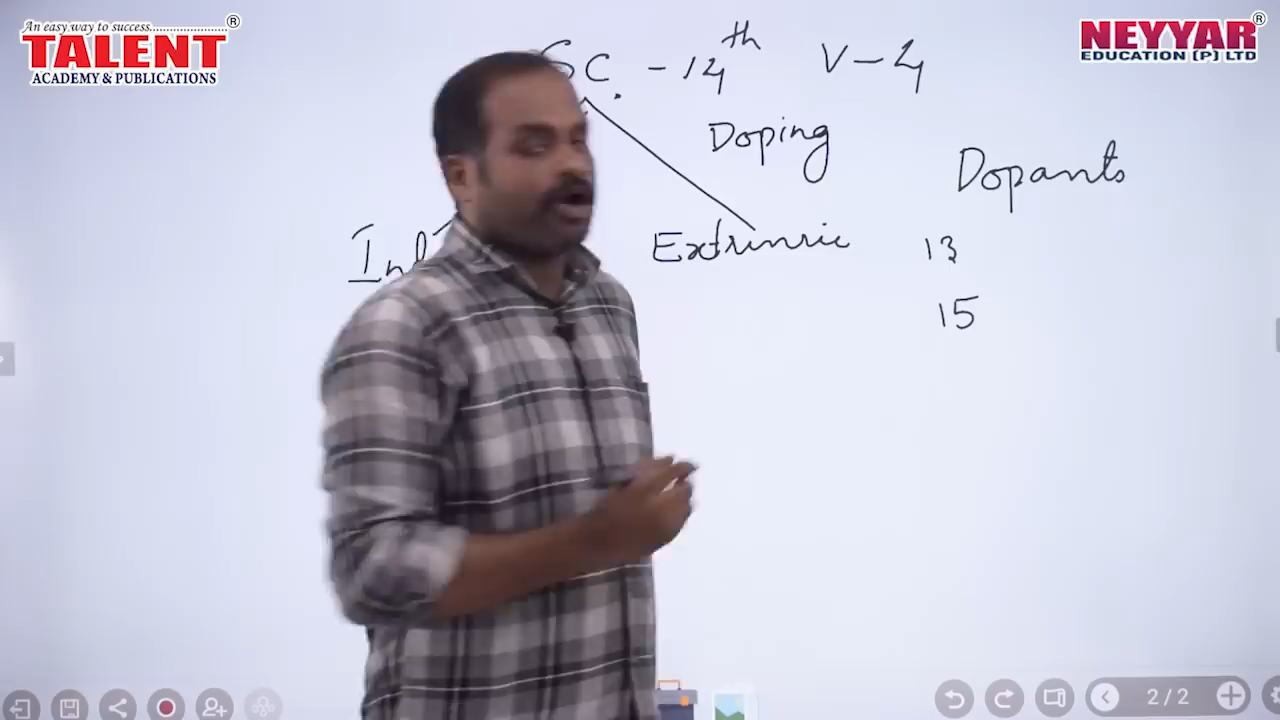 An easy way to success........................®
TALENT
ACADEMY & PUBLICATIONS
NEYYAR®
EDUCATION (P) LTD
SC. - 14th V - 4
Doping
Dopants
Extrinsic 13
15
2/2